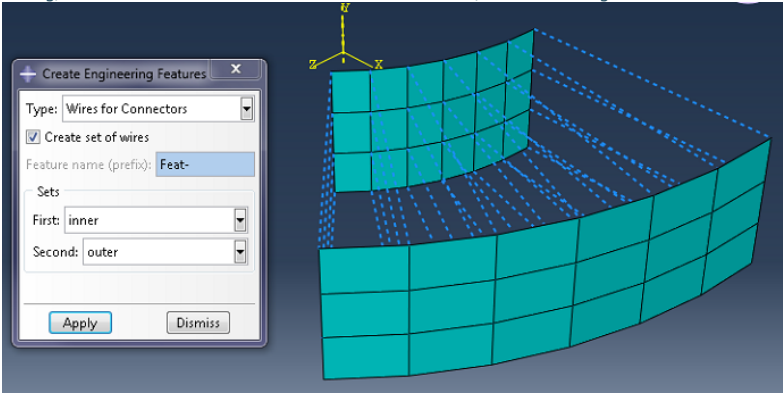 Create Engineering Features X
Type: Wires for Connectors
Create set of wires
Feature name (prefix): Feat-
Sets
First: inner
Second: outer
Apply Dismiss
Y
Z X